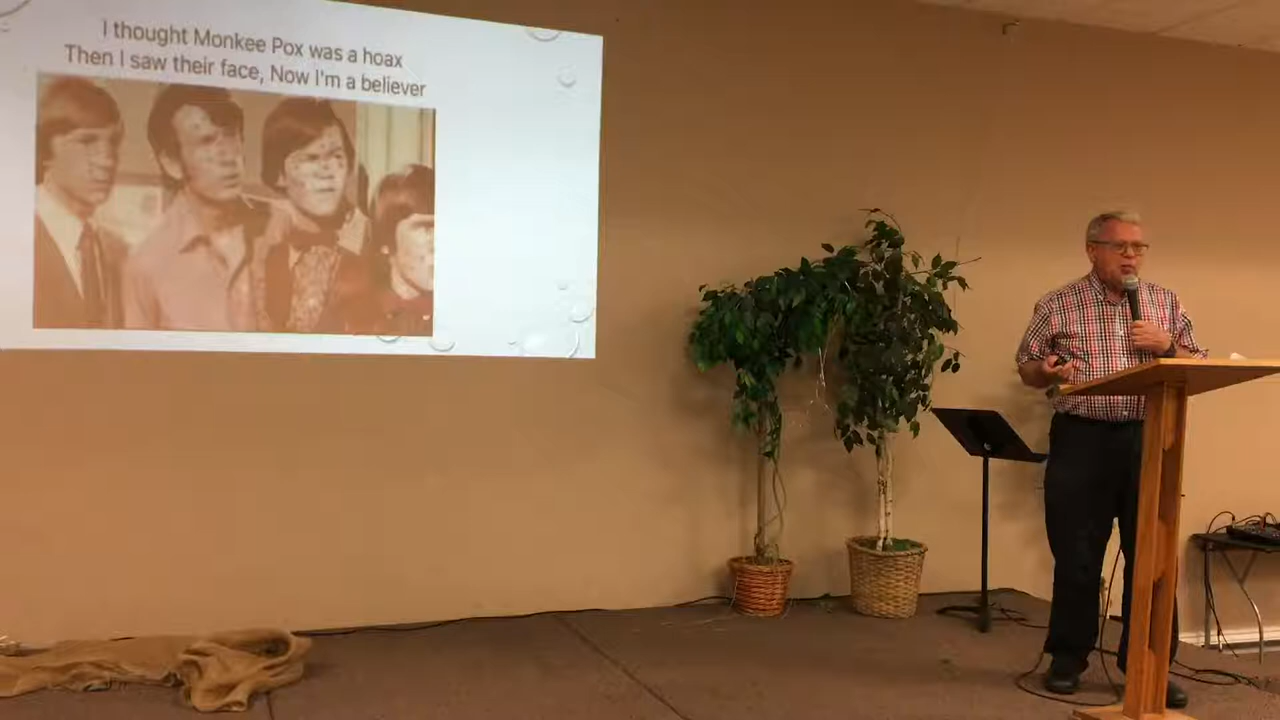 I thought Monkee Pox was a hoax
Then I saw their face, Now I'm a believer